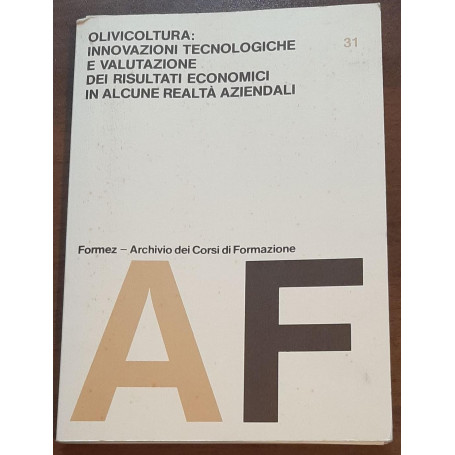 OLIVICOLTURA:
INNOVAZIONI TECNOLOGICHE
E VALUTAZIONE
DEI RISULTATI ECONOMICI
IN ALCUNE REALTÀ AZIENDALI
31
Formez – Archivio dei Corsi di Formazione
AF